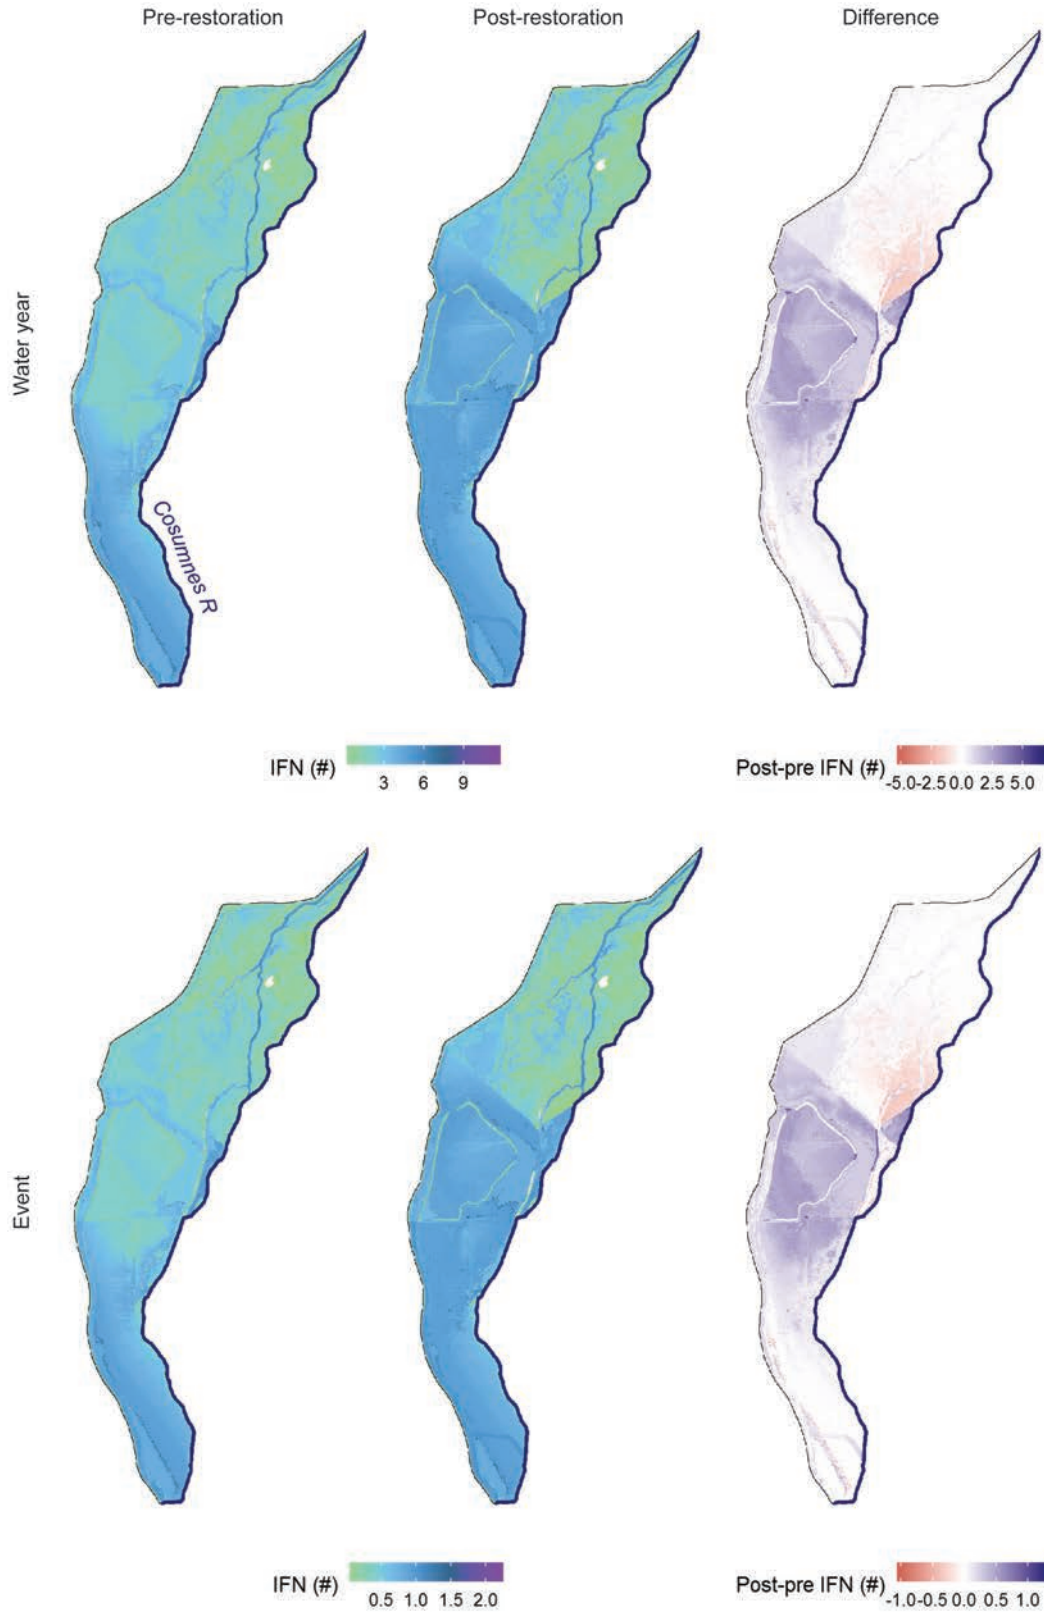 Pre-restoration
Post-restoration
Difference
Water year
Cosumnes R
IFN (#)
3 6 9
Post-pre IFN (#)
-5.0 -2.5 0.0 2.5 5.0
Event
IFN (#)
0.5 1.0 1.5 2.0
Post-pre IFN (#)
-1.0 -0.5 0.0 0.5 1.0